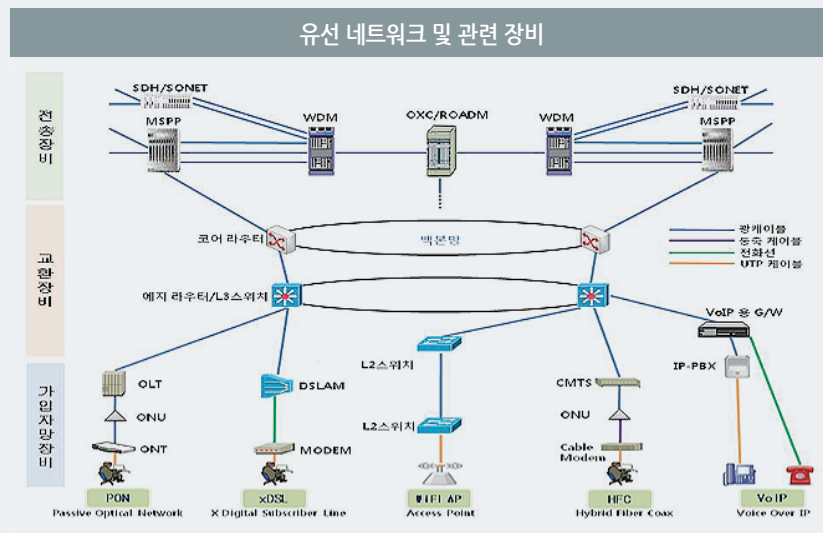 유선 네트워크 및 관련 장비
전송장비
SDH/SONET
MSPP
WDM
OXC/ROADM
WDM
SDH/SONET
MSPP
교환장비
코어 라우터
백본망
광케이블
동축 케이블
전화선
UTP 케이블
에지 라우터/L3스위치
VoIP 용 G/W
가입자망장비
OLT
ONU
ONT
DSLAM
MODEM
L2스위치
L2스위치
CMTS
ONU
Cable
Modem
IP-PBX
PON
Passive Optical Network
xDSL
X Digital Subscriber Line
WIFI AP
Access Point
HFC
Hybrid Fiber Coax
VoIP
Voice Over IP